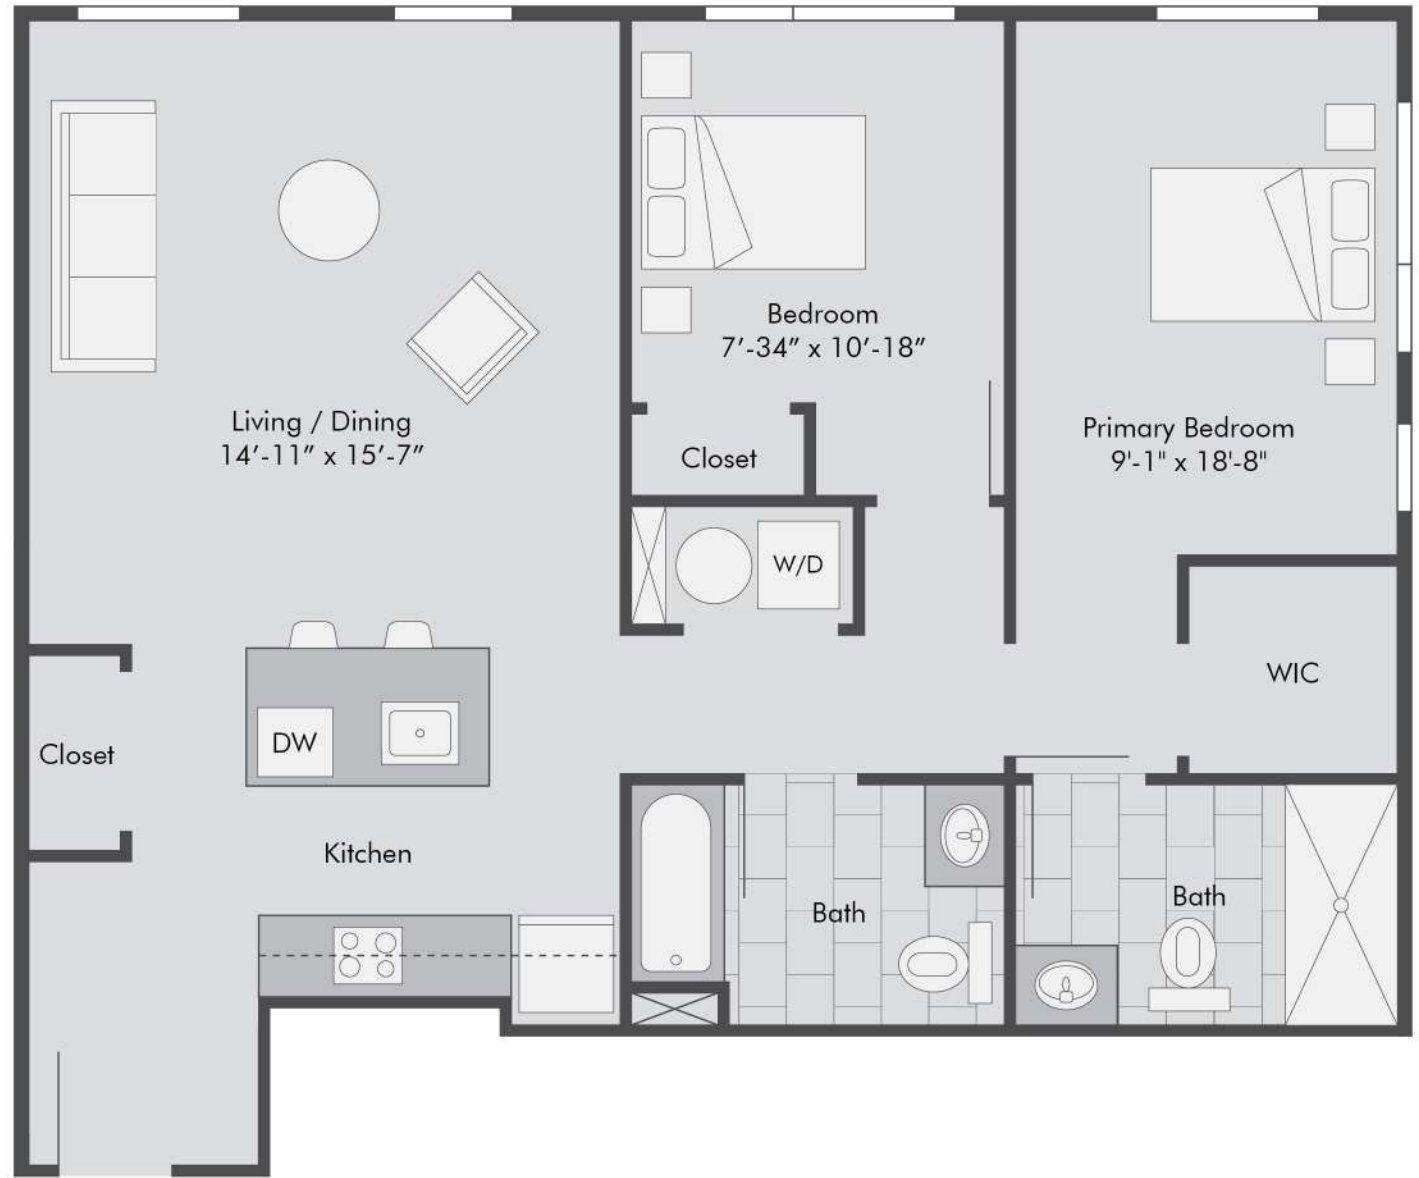 Bedroom
7’-34” x 10’-18”
Living / Dining
14’-11” x 15’-7”
Primary Bedroom
9'-1" x 18'-8"
Closet
W/D
WIC
DW
Closet
Kitchen
Bath
Bath